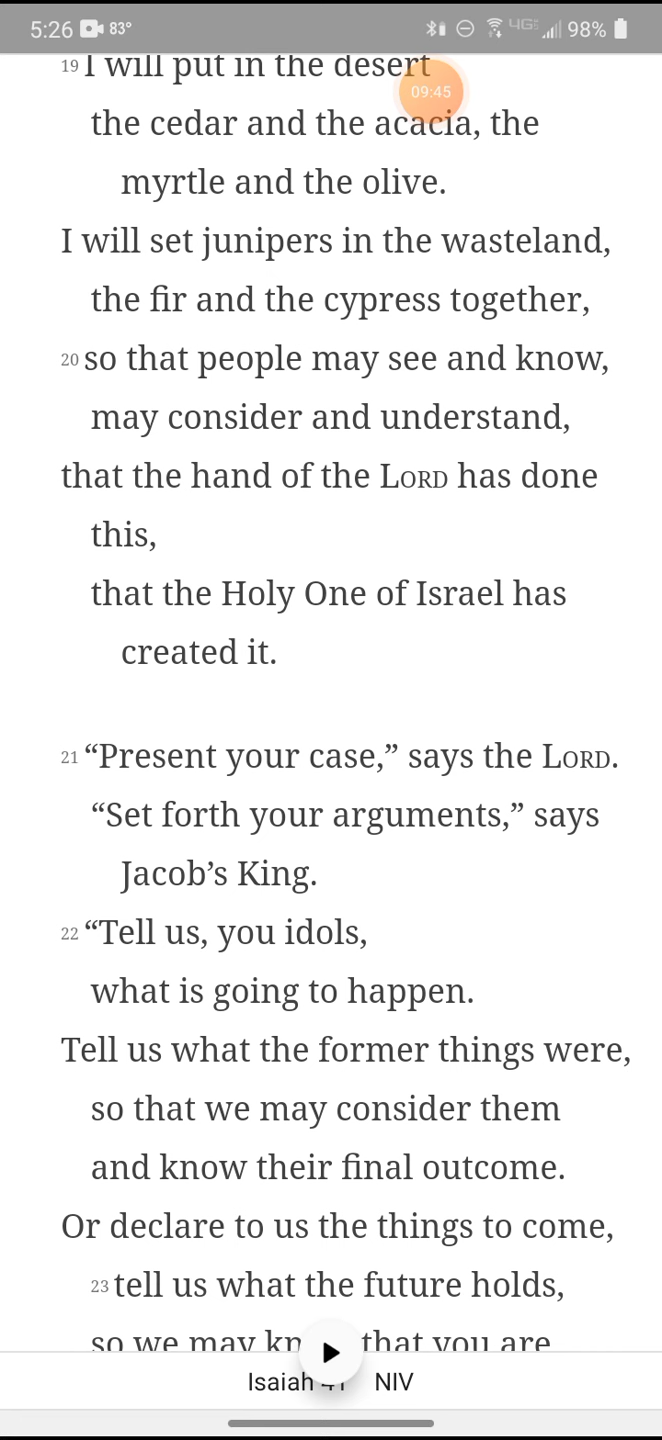 5:26 83° 4G 98%
19 I will put in the desert
09:45
the cedar and the acacia, the
myrtle and the olive.
I will set junipers in the wasteland,
the fir and the cypress together,
20 so that people may see and know,
may consider and understand,
that the hand of the LORD has done
this,
that the Holy One of Israel has
created it.
21 “Present your case,” says the LORD.
“Set forth your arguments,” says
Jacob’s King.
22 “Tell us, you idols,
what is going to happen.
Tell us what the former things were,
so that we may consider them
and know their final outcome.
Or declare to us the things to come,
23 tell us what the future holds,
so we may that you are
Isaiah 41 NIV